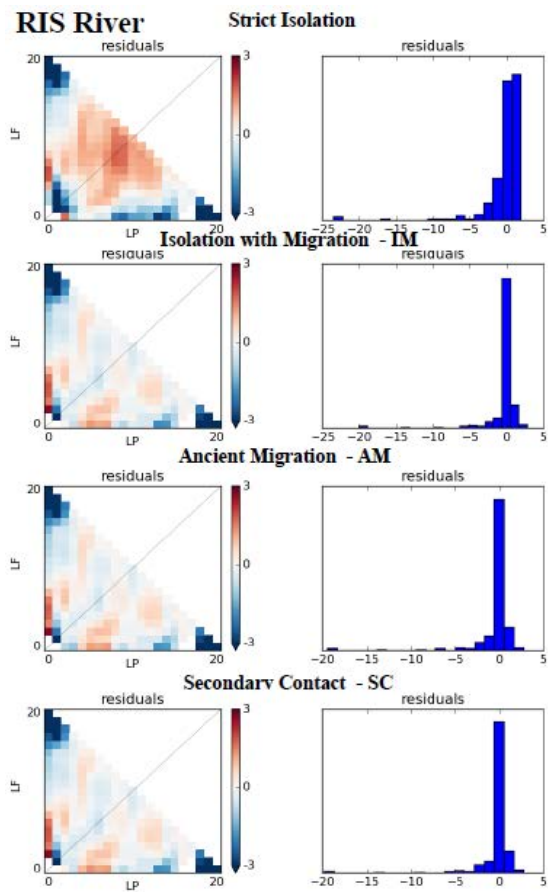 RIS River Strict Isolation
residuals residuals
20
LF
0
0 LP 20
3
0
-3
-25 -20 -15 -10 -5 0 5
Isolation with Migration - IM
residuals residuals
20
LF
0
0 LP 20
3
0
-3
-25 -20 -15 -10 -5 0 5
Ancient Migration - AM
residuals residuals
20
LF
0
0 LP 20
3
0
-3
-20 -15 -10 -5 0 5
Secondary Contact - SC
residuals residuals
20
LF
0
0 LP 20
3
0
-3
-20 -15 -10 -5 0 5